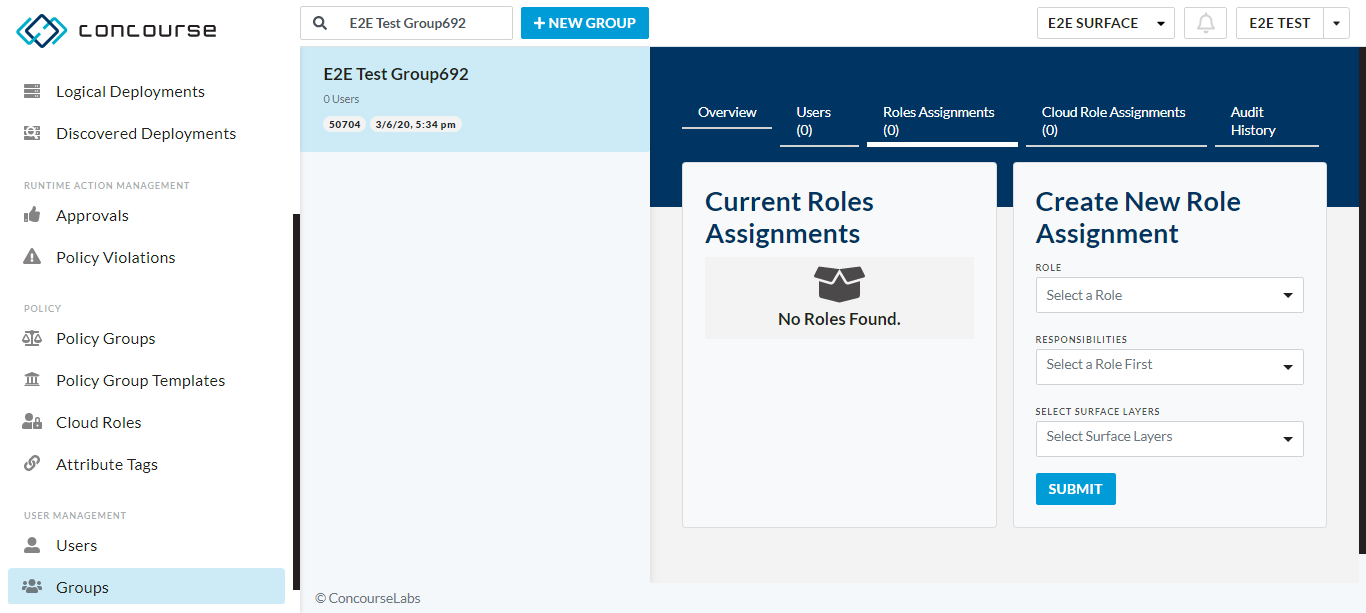 concourse
E2E Test Group692
NEW GROUP
E2E SURFACE
E2E TEST
Logical Deployments
Discovered Deployments
RUNTIME ACTION MANAGEMENT
Approvals
Policy Violations
POLICY
Policy Groups
Policy Group Templates
Cloud Roles
Attribute Tags
USER MANAGEMENT
Users
Groups
E2E Test Group692
0 Users
50704 3/6/20, 5:34 pm
Overview
Users
(0)
Roles Assignments
(0)
Cloud Role Assignments
(0)
Audit
History
Current Roles
Assignments
No Roles Found.
Create New Role
Assignment
ROLE
Select a Role
RESPONSIBILITIES
Select a Role First
SELECT SURFACE LAYERS
Select Surface Layers
SUBMIT
© ConcourseLabs